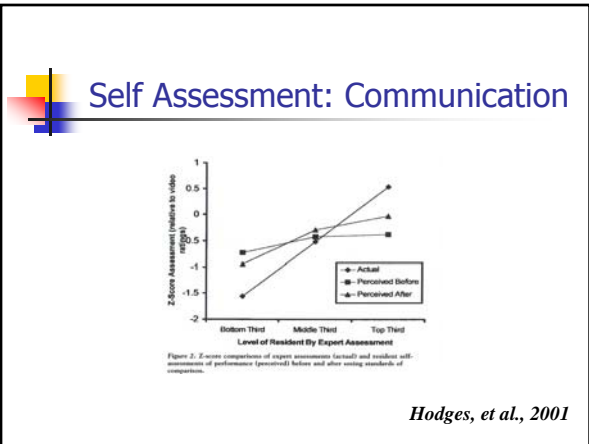 Self Assessment: Communication
Z-Score Assessment (relative to video
ratings)
1
0.5
0
-0.5
-1
-1.5
-2
Actual
Perceived Before
Perceived After
Bottom Third Middle Third Top Third
Level of Resident By Expert Assessment
Figure 2. Z-score comparisons of expert assessments (actual) and resident self-
assessments of performance (perceived) before and after seeing standards of
comparison.
Hodges, et al., 2001